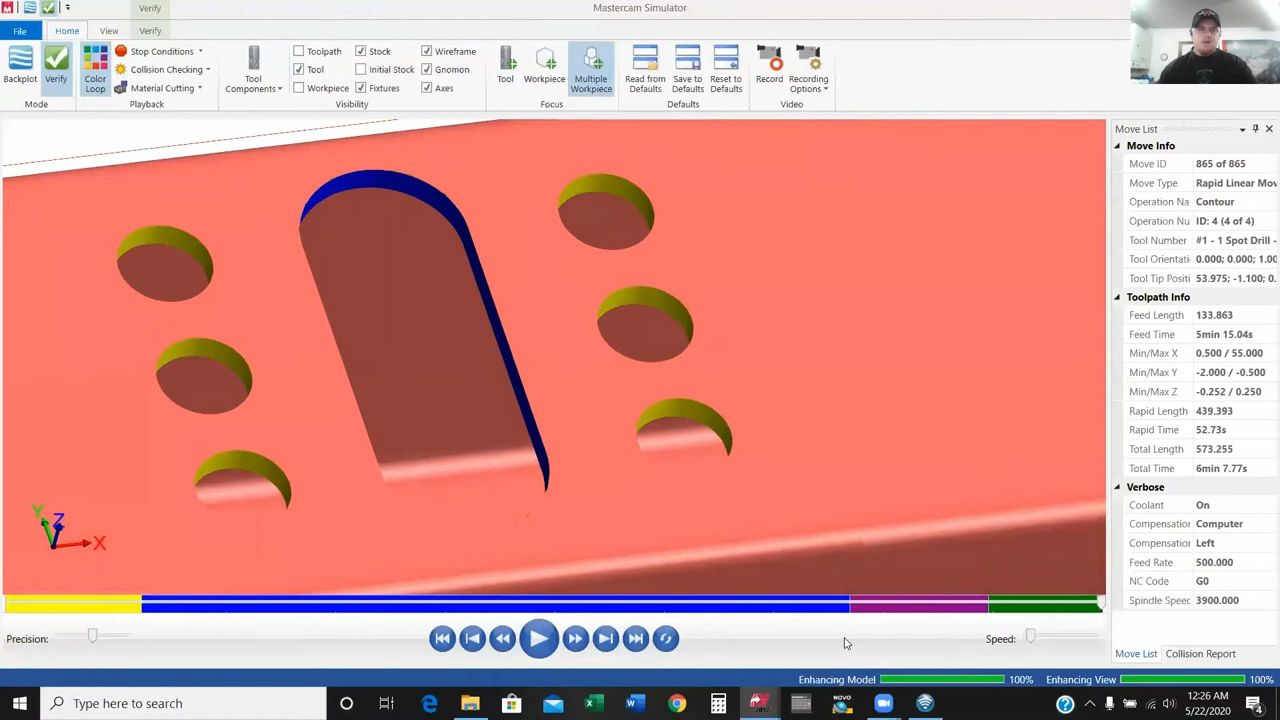 Verify
Mastercam Simulator
File Home View Verify
Backplot
Verify
Mode
Color
Loop
Stop Conditions
Collision Checking
Material Cutting
Playback
Tool
Components
Toolpath
Tool
Workpiece
Stock
Initial Stock
Fixtures
Wireframe
Gnomon
Axes
Visibility
Tool
Workpiece
Multiple
Workpiece
Focus
Read from
Defaults
Save to
Defaults
Reset to
Defaults
Defaults
Record
Recording
Options
Video
Move List
Move Info
Move ID 865 of 865
Move Type Rapid Linear Mov
Operation Na Contour
Operation Nu ID: 4 (4 of 4)
Tool Number #1 - 1 Spot Drill -
Tool Orientati 0.000; 0.000; 1.00
Tool Tip Positi 53.975; -1.100; 0.
Toolpath Info
Feed Length 133.863
Feed Time 5min 15.04s
Min/Max X 0.500 / 55.000
Min/Max Y -2.000 / -0.500
Min/Max Z -0.252 / 0.250
Rapid Length 439.393
Rapid Time 52.73s
Total Length 573.255
Total Time 6min 7.77s
Verbose
Coolant On
Compensation Computer
Compensation Left
Feed Rate 500.000
NC Code G0
Spindle Spee 3900.000
Y
Z
X
Precision:
Speed:
Move List Collision Report
Enhancing Model 100% Enhancing View 100%
Type here to search
NOVO
2017
12:26 AM
5/22/2020
4